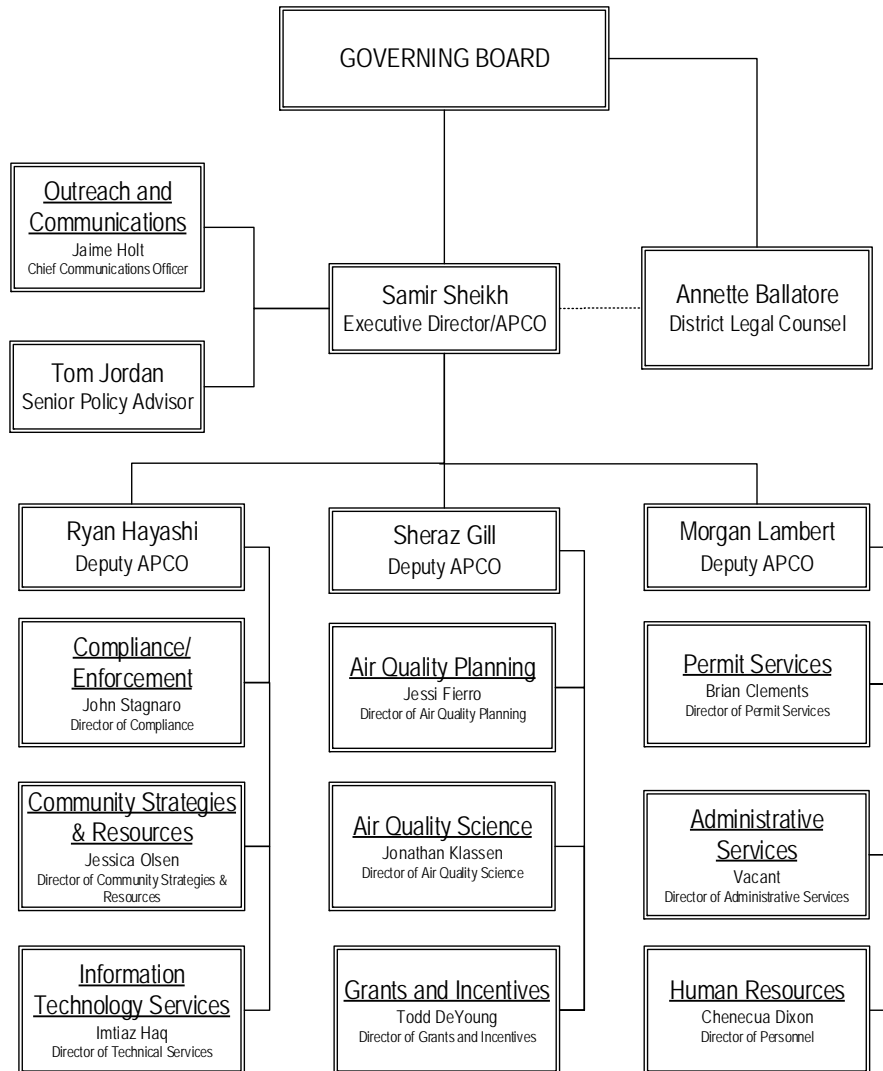 GOVERNING BOARD
Outreach and
Communications
Jaime Holt
Chief Communications Officer
Samir Sheikh
Executive Director/APCO
Annette Ballatore
District Legal Counsel
Tom Jordan
Senior Policy Advisor
Ryan Hayashi
Deputy APCO
Sheraz Gill
Deputy APCO
Morgan Lambert
Deputy APCO
Compliance/
Enforcement
John Stagnaro
Director of Compliance
Air Quality Planning
Jessi Fierro
Director of Air Quality Planning
Permit Services
Brian Clements
Director of Permit Services
Community Strategies
& Resources
Jessica Olsen
Director of Community Strategies &
Resources
Air Quality Science
Jonathan Klassen
Director of Air Quality Science
Administrative
Services
Vacant
Director of Administrative Services
Information
Technology Services
Imtiaz Haq
Director of Technical Services
Grants and Incentives
Todd DeYoung
Director of Grants and Incentives
Human Resources
Chenecua Dixon
Director of Personnel